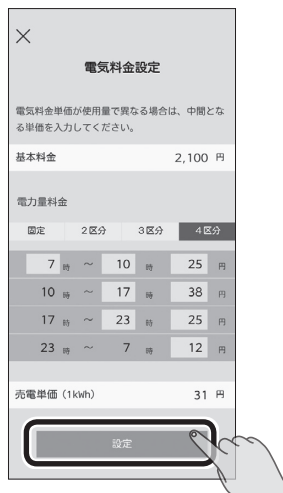 ×
電気料金設定
電気料金単価が使用量で異なる場合は、中間とな
る単価を入力してください。
基本料金 2,100 円
電力量料金
固定 2区分 3区分 4区分
7 時 ～ 10 時 25 円
10 時 ～ 17 時 38 円
17 時 ～ 23 時 25 円
23 時 ～ 7 時 12 円
売電単価（1kWh） 31 円
設定